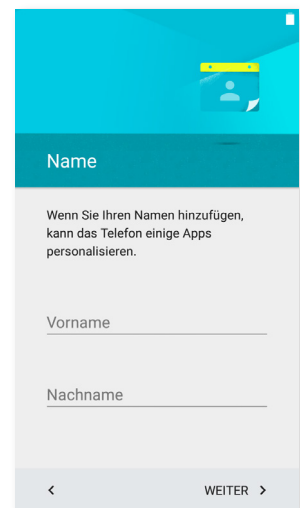 Name
Wenn Sie Ihren Namen hinzufügen,
kann das Telefon einige Apps
personalisieren.
Vorname
Nachname
WEITER